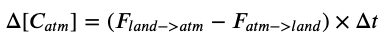 Δ[C_atm] = (F_land->atm − F_atm->land) × Δt